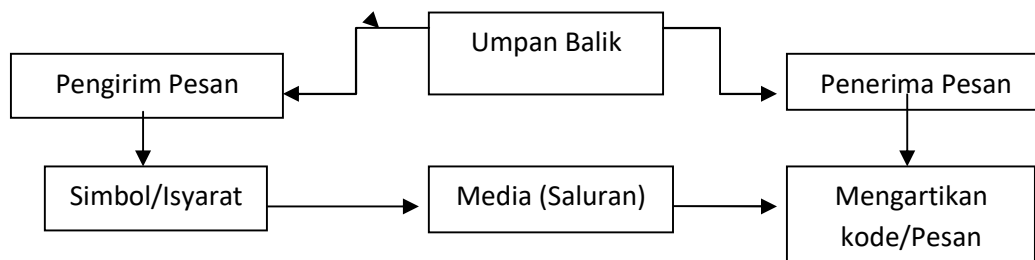 Umpan Balik
Pengirim Pesan
Penerima Pesan
Simbol/Isyarat
Media (Saluran)
Mengartikan
kode/Pesan